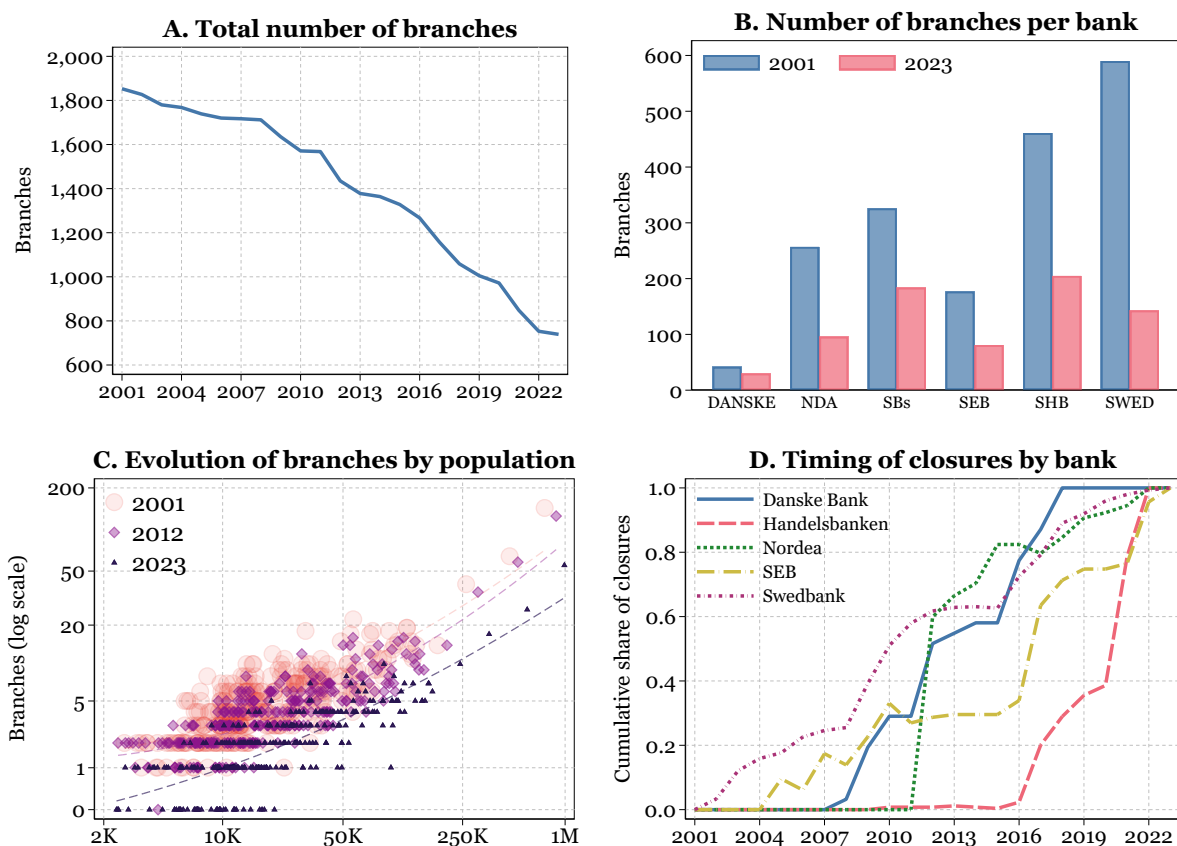 A. Total number of branches
Branches
2,000
1,800
1,600
1,400
1,200
1,000
800
600
2001 2004 2007 2010 2013 2016 2019 2022
B. Number of branches per bank
2001 2023
Branches
600
500
400
300
200
100
0
DANSKE NDA SBs SEB SHB SWED
C. Evolution of branches by population
2001
2012
2023
Branches (log scale)
200
50
20
5
1
0
2K 10K 50K 250K 1M
D. Timing of closures by bank
Danske Bank
Handelsbanken
Nordea
SEB
Swedbank
Cumulative share of closures
1.0
0.8
0.6
0.4
0.2
0.0
2001 2004 2007 2010 2013 2016 2019 2022